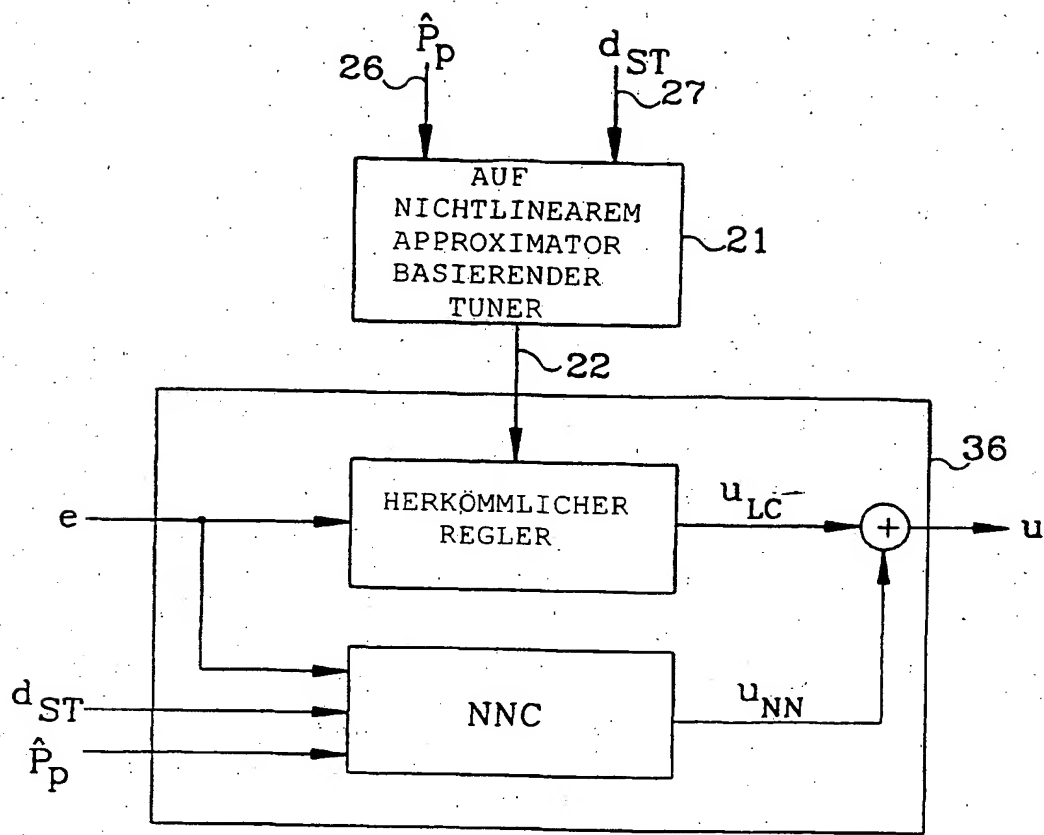 P̂p
dST
26
27
AUF
NICHTLINEAREM
APPROXIMATOR
BASIERENDER
TUNER
21
22
36
e
HERKÖMMLICHER
REGLER
uLC
+
u
dST
P̂p
NNC
uNN